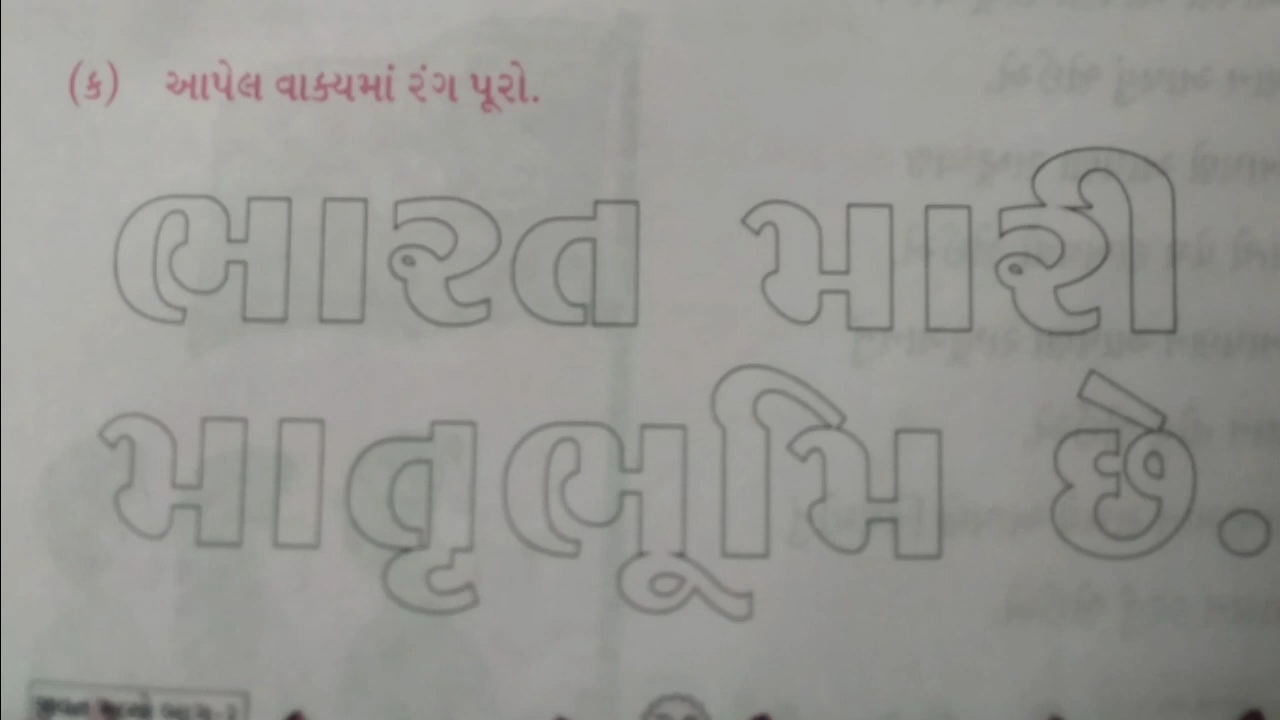 (ક) આપેલ વાક્યમાં રંગ પૂરો.
ભારત મારી
માતૃભૂમિ છે.